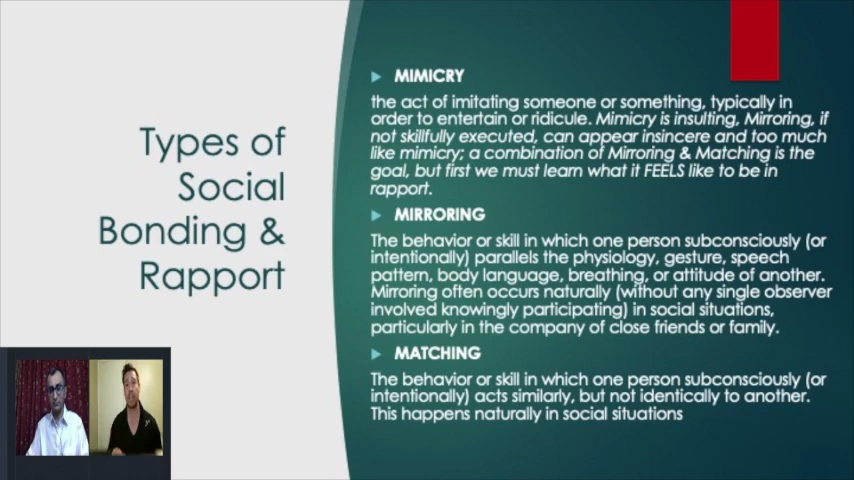 Types of
Social
Bonding &
Rapport
MIMICRY
the act of imitating someone or something, typically in
order to entertain or ridicule. Mimicry is insulting, Mirroring, if
not skillfully executed, can appear insincere and too much
like mimicry; a combination of Mirroring & Matching is the
goal, but first we must learn what it FEELS like to be in
rapport.
MIRRORING
The behavior or skill in which one person subconsciously (or
intentionally) parallels the physiology, gesture, speech
pattern, body language, breathing, or attitude of another.
Mirroring often occurs naturally (without any single observer
involved knowingly participating) in social situations,
particularly in the company of close friends or family.
MATCHING
The behavior or skill in which one person subconsciously (or
intentionally) acts similarly, but not identically to another.
This happens naturally in social situations